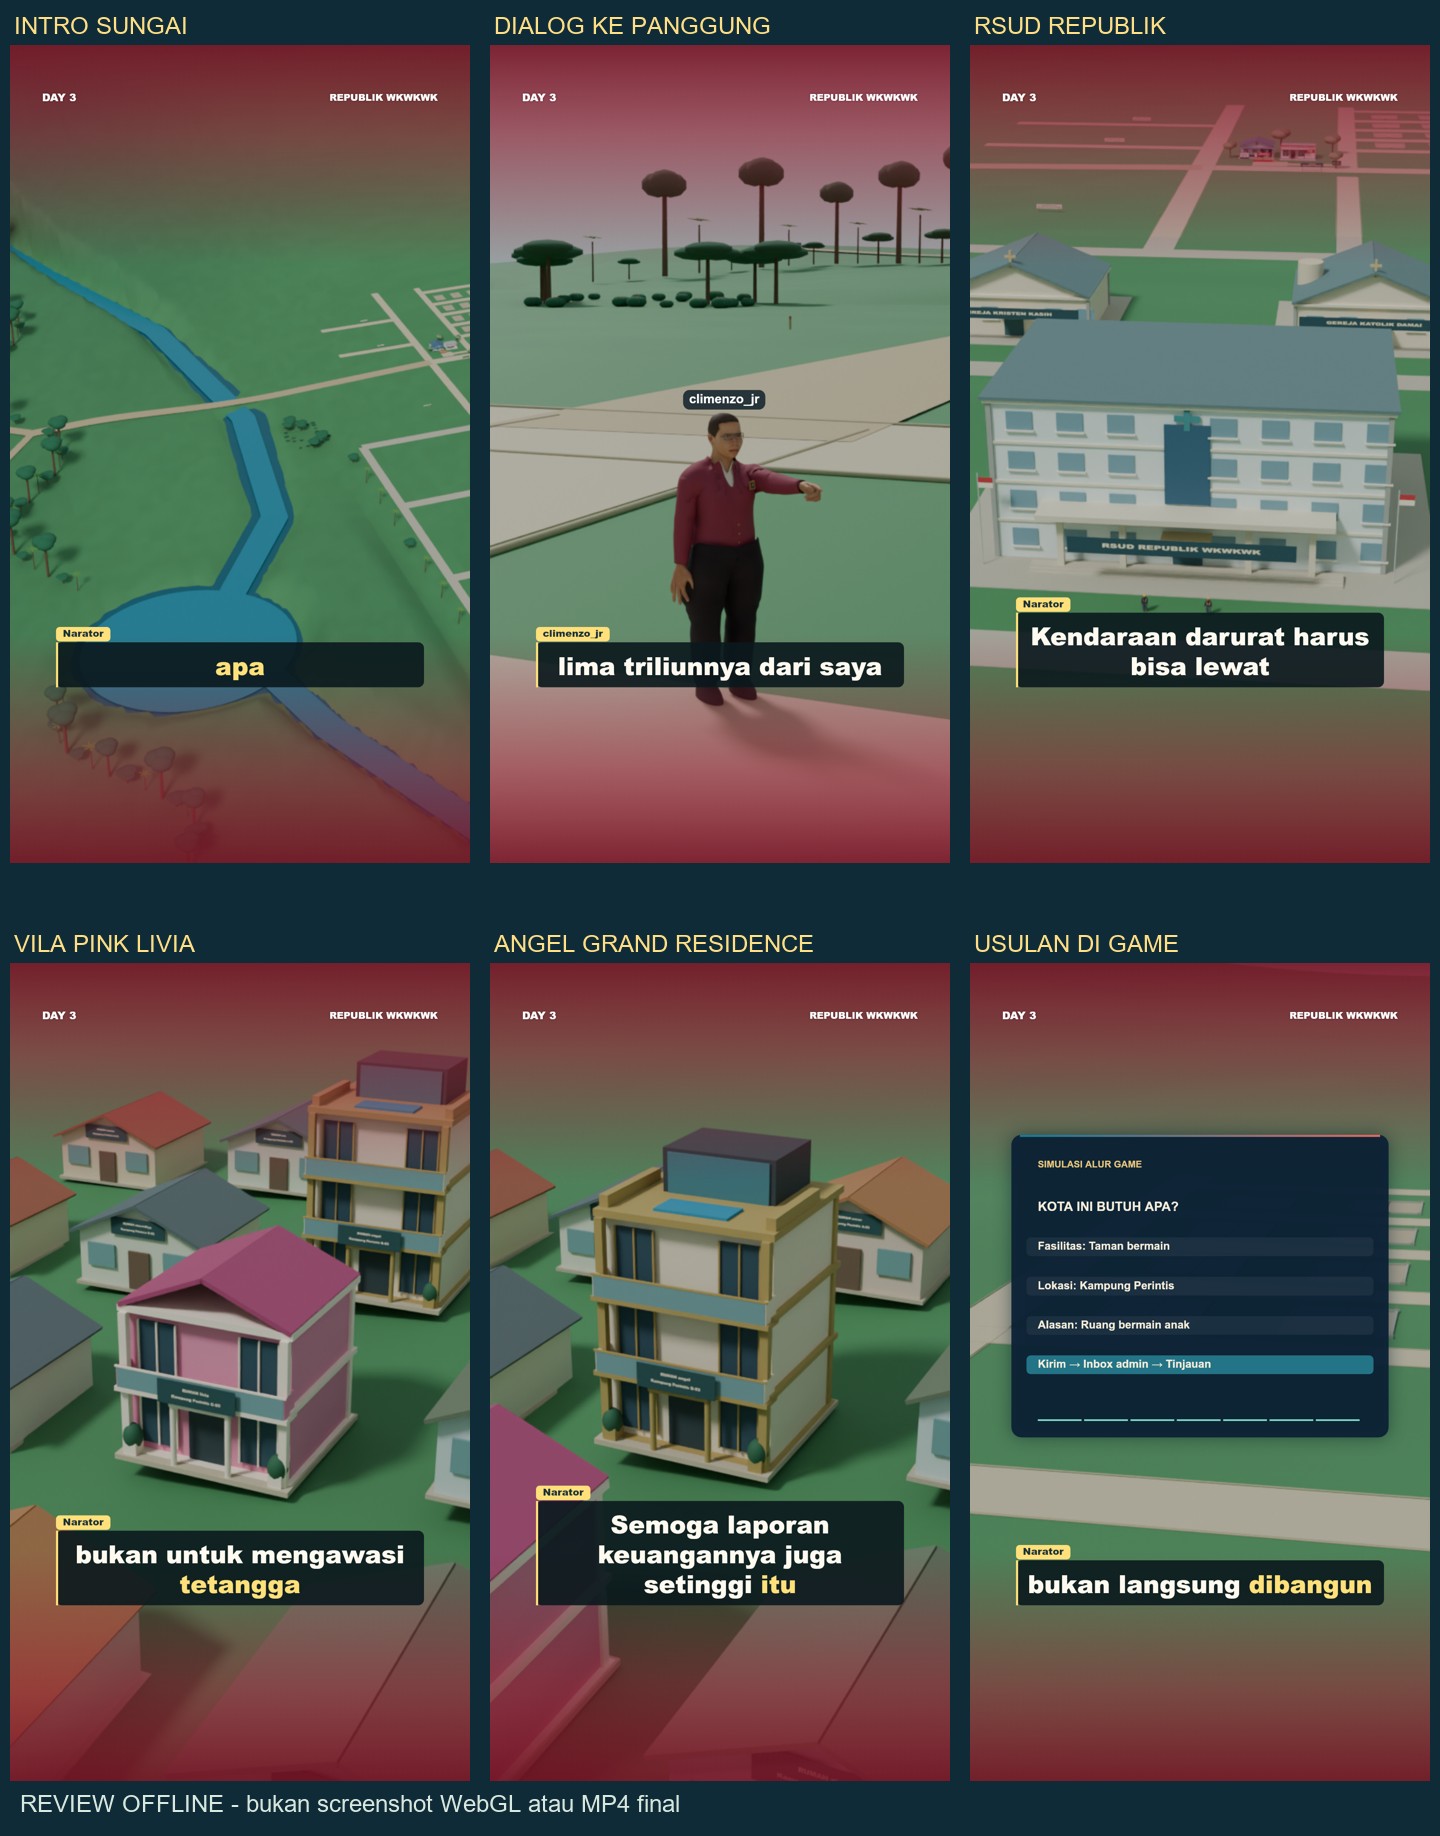 INTRO SUNGAI
DAY 3
REPUBLIK WKWKWK
Narator
apa
DIALOG KE PANGGUNG
DAY 3
REPUBLIK WKWKWK
climenzo_jr
climenzo_jr
lima triliunnya dari saya
RSUD REPUBLIK
DAY 3
REPUBLIK WKWKWK
KRISTEN KASIH
GEREJA KATOLIK DAMAI
RSUD REPUBLIK WKWKWK
Narator
Kendaraan darurat harus
bisa lewat
VILA PINK LIVIA
DAY 3
REPUBLIK WKWKWK
Narator
bukan untuk mengawasi
tetangga
ANGEL GRAND RESIDENCE
DAY 3
REPUBLIK WKWKWK
Narator
Semoga laporan
keuangannya juga
setinggi itu
USULAN DI GAME
DAY 3
REPUBLIK WKWKWK
SIMULASI ALUR GAME
KOTA INI BUTUH APA?
Fasilitas: Taman bermain
Lokasi: Kampung Perintis
Alasan: Ruang bermain anak
Kirim → Inbox admin → Tinjauan
Narator
bukan langsung dibangun
REVIEW OFFLINE - bukan screenshot WebGL atau MP4 final